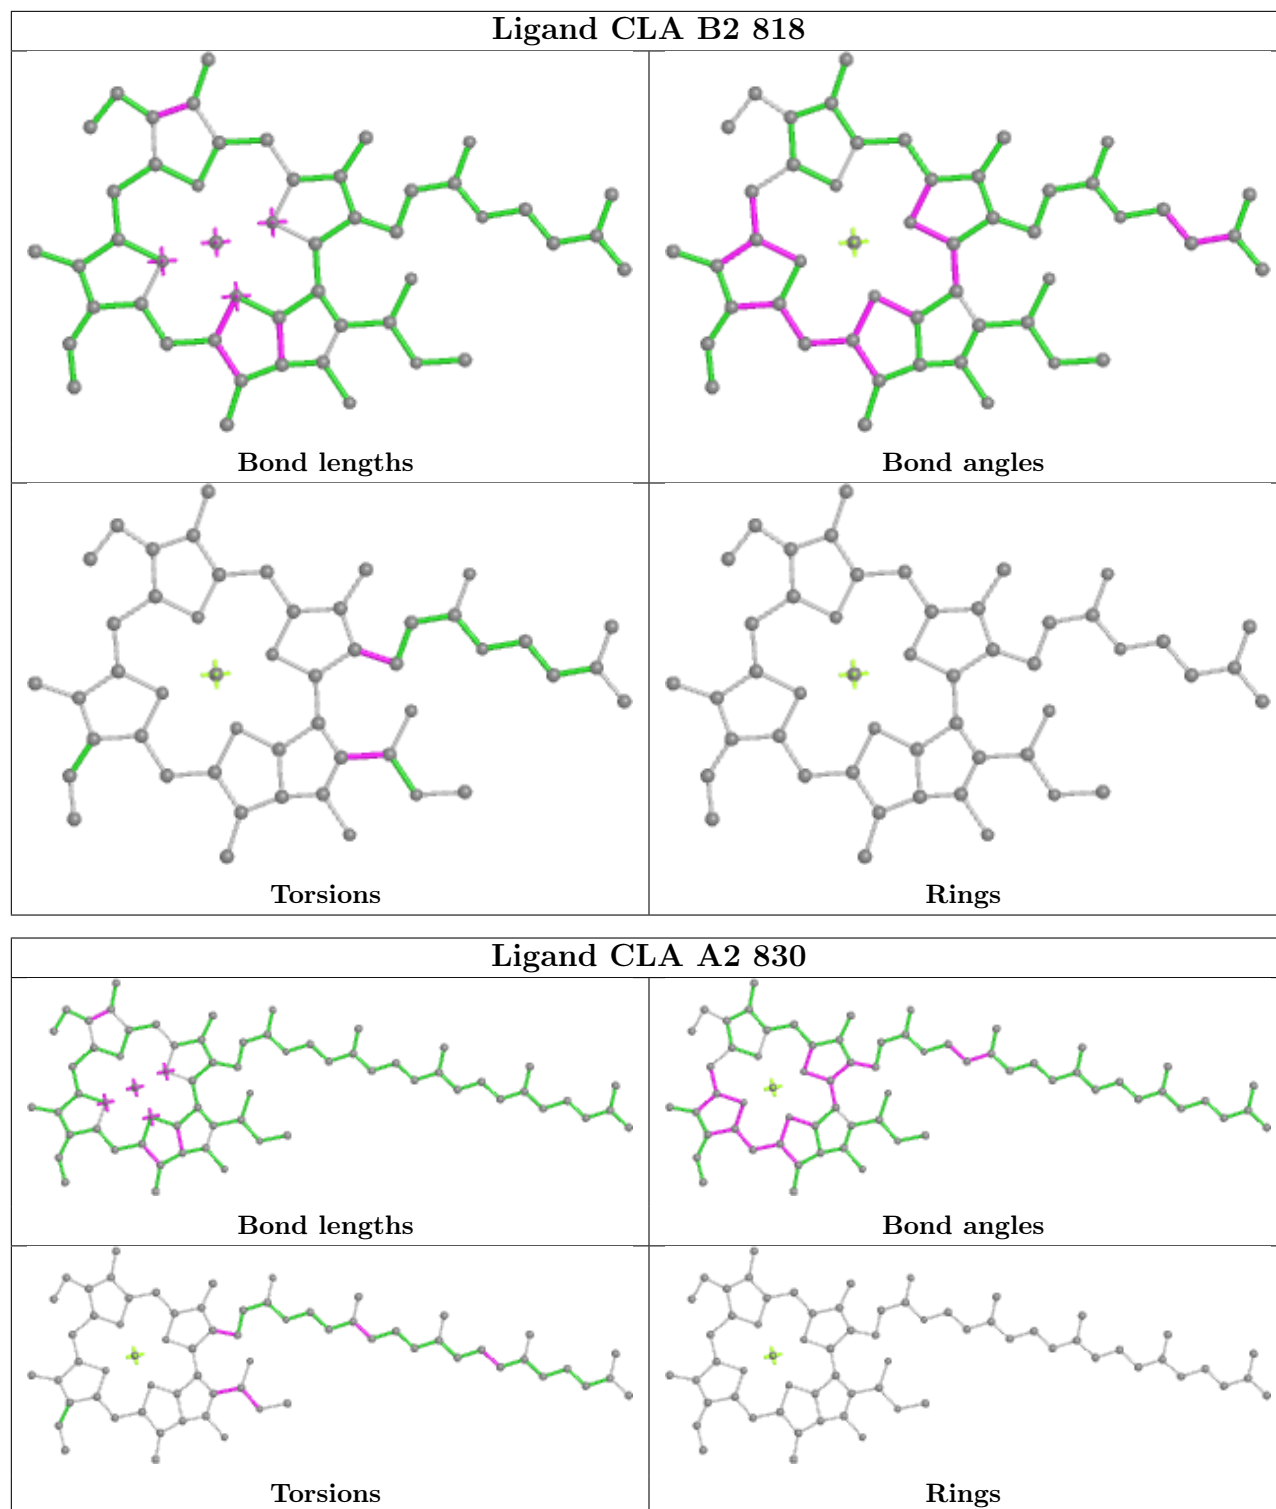 Ligand CLA B2 818
Bond lengths
Bond angles
Torsions
Rings
Ligand CLA A2 830
Bond lengths
Bond angles
Torsions
Rings